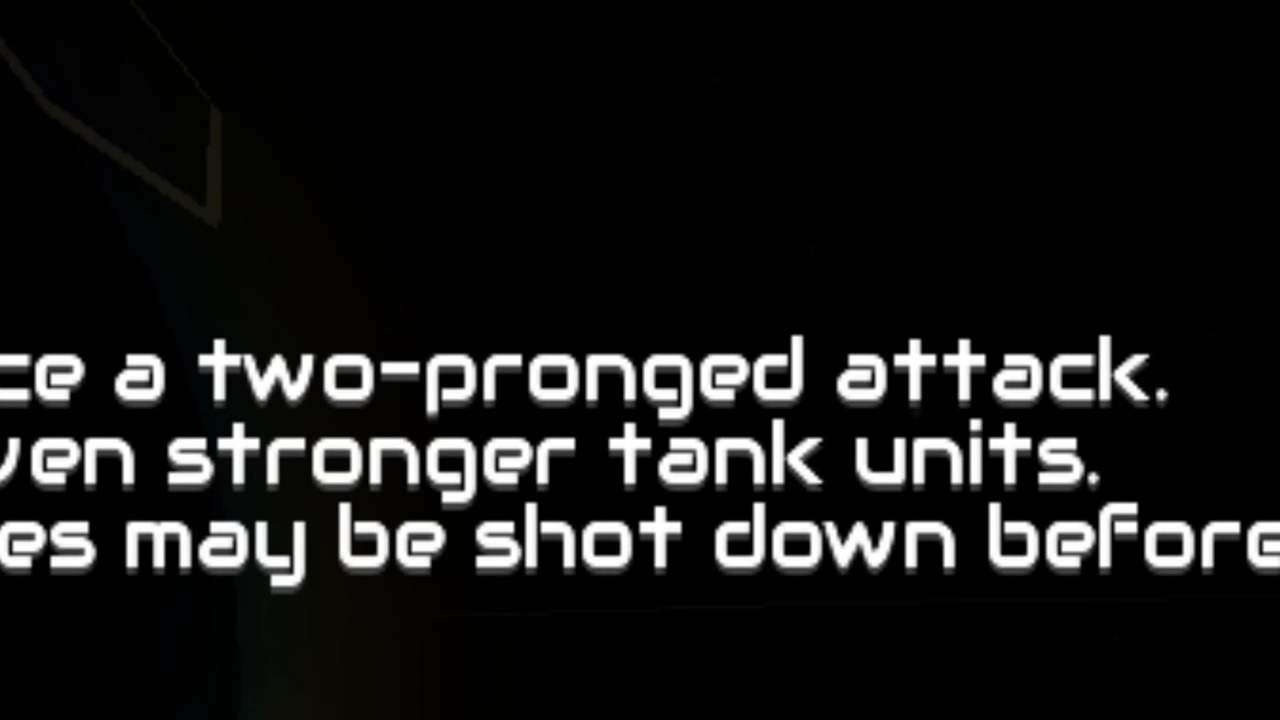 ce a two-pronged attack.
ven stronger tank units.
es may be shot down before